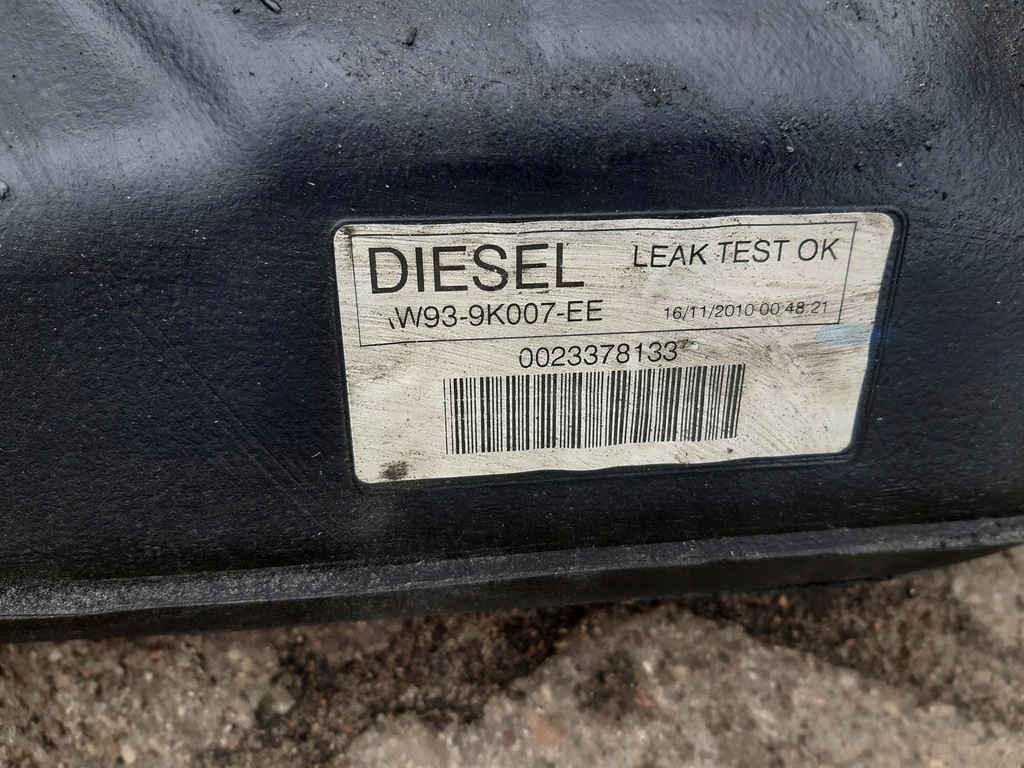 DIESEL LEAK TEST OK
W93-9K007-EE 16/11/2010 00:48:21
0023378133